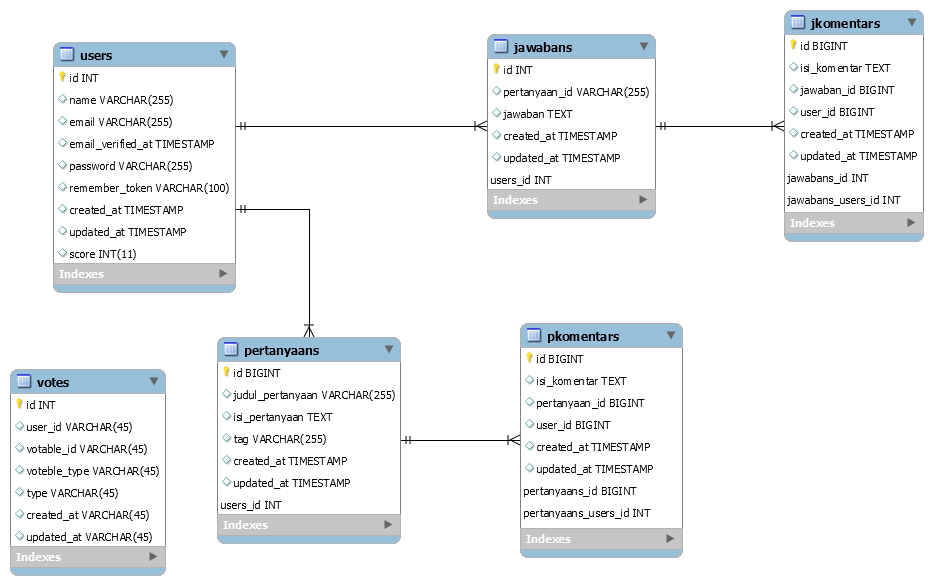 users
id INT
name VARCHAR(255)
email VARCHAR(255)
email_verified_at TIMESTAMP
password VARCHAR(255)
remember_token VARCHAR(100)
created_at TIMESTAMP
updated_at TIMESTAMP
score INT(11)
Indexes
jawabans
id INT
pertanyaan_id VARCHAR(255)
jawaban TEXT
created_at TIMESTAMP
updated_at TIMESTAMP
users_id INT
Indexes
jkomentars
id BIGINT
isi_komentar TEXT
jawaban_id BIGINT
user_id BIGINT
created_at TIMESTAMP
updated_at TIMESTAMP
jawabans_id INT
jawabans_users_id INT
Indexes
votes
id INT
user_id VARCHAR(45)
votable_id VARCHAR(45)
voteble_type VARCHAR(45)
type VARCHAR(45)
created_at VARCHAR(45)
updated_at VARCHAR(45)
Indexes
pertanyaans
id BIGINT
judul_pertanyaan VARCHAR(255)
isi_pertanyaan TEXT
tag VARCHAR(255)
created_at TIMESTAMP
updated_at TIMESTAMP
users_id INT
Indexes
pkomentars
id BIGINT
isi_komentar TEXT
pertanyaan_id BIGINT
user_id BIGINT
created_at TIMESTAMP
updated_at TIMESTAMP
pertanyaans_id BIGINT
pertanyaans_users_id INT
Indexes